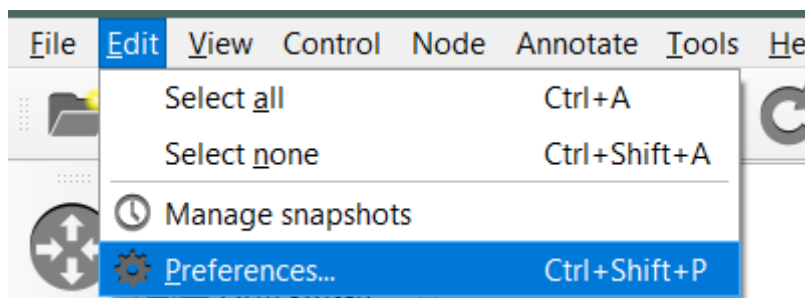 File Edit View Control Node Annotate Tools He
Select all Ctrl+A
Select none Ctrl+Shift+A
Manage snapshots
Preferences... Ctrl+Shift+P